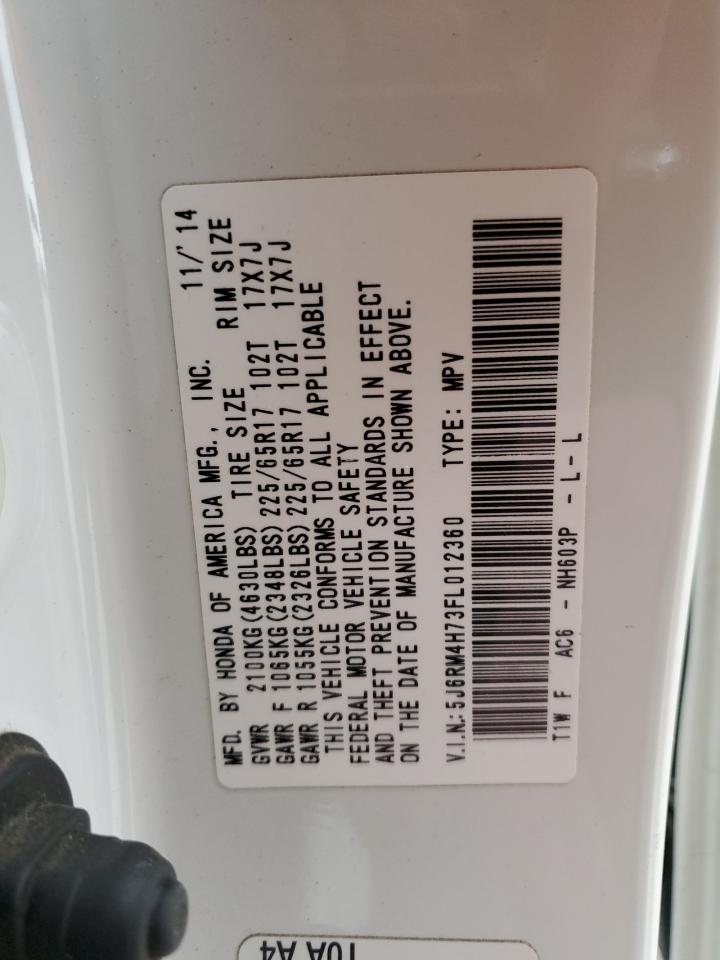 MFD. BY HONDA OF AMERICA MFG., INC. 11/'14
GVWR 2100KG(4630LBS) TIRE SIZE RIM SIZE
GAWR F 1065KG(2348LBS) 225/65R17 102T 17X7J
GAWR R 1055KG(2326LBS) 225/65R17 102T 17X7J
THIS VEHICLE CONFORMS TO ALL APPLICABLE
FEDERAL MOTOR VEHICLE SAFETY
AND THEFT PREVENTION STANDARDS IN EFFECT
ON THE DATE OF MANUFACTURE SHOWN ABOVE.
V.I.N.: 5J6RM4H73FL012360 TYPE: MPV
T1W F AC6 - NH603P - L - L
T0A A4